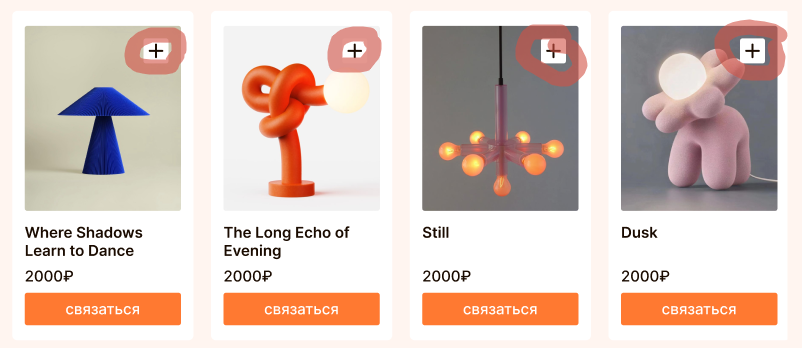 Where Shadows
Learn to Dance
2000₽
связаться
The Long Echo of
Evening
2000₽
связаться
Still
2000₽
связаться
Dusk
2000₽
связаться